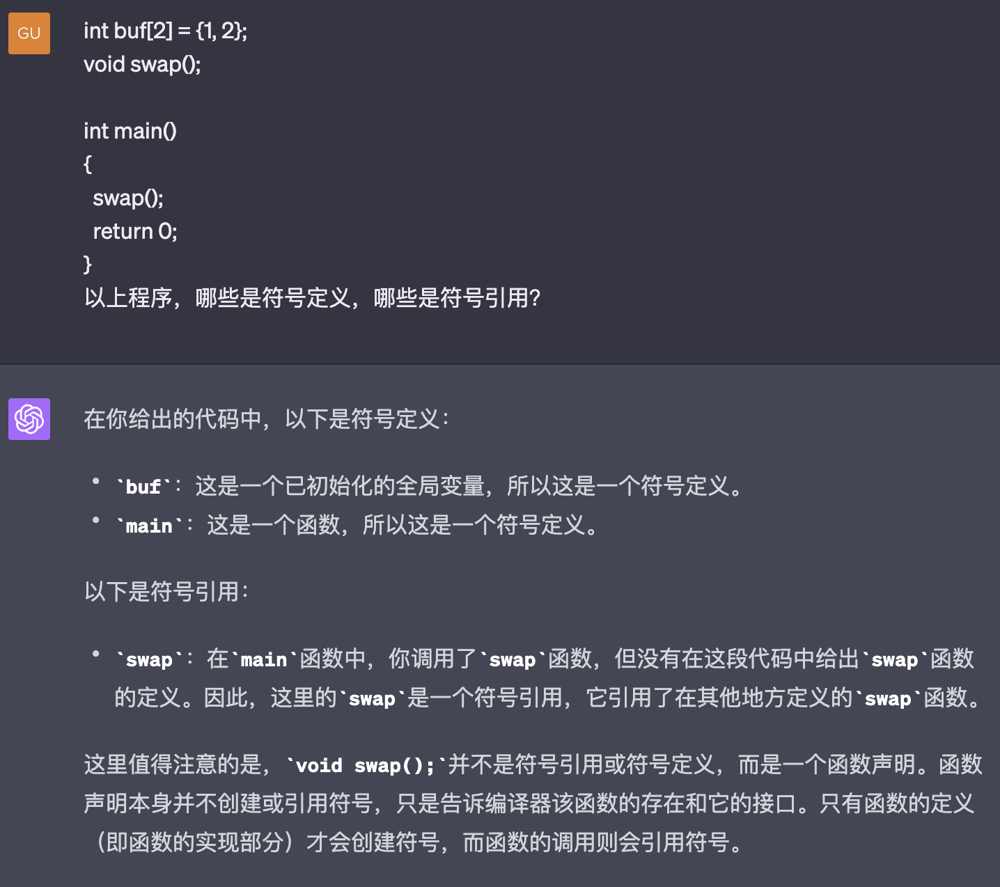 GU
int buf[2] = {1, 2};
void swap();
int main()
{
swap();
return 0;
}
以上程序，哪些是符号定义，哪些是符号引用？
在你给出的代码中，以下是符号定义：
• `buf`：这是一个已初始化的全局变量，所以这是一个符号定义。
• `main`：这是一个函数，所以这是一个符号定义。
以下是符号引用：
• `swap`：在`main`函数中，你调用了`swap`函数，但没有在这段代码中给出`swap`函数
的定义。因此，这里的`swap`是一个符号引用，它引用了在其他地方定义的`swap`函数。
这里值得注意的是，`void swap();`并不是符号引用或符号定义，而是一个函数声明。函数
声明本身并不创建或引用符号，只是告诉编译器该函数的存在和它的接口。只有函数的定义
（即函数的实现部分）才会创建符号，而函数的调用则会引用符号。